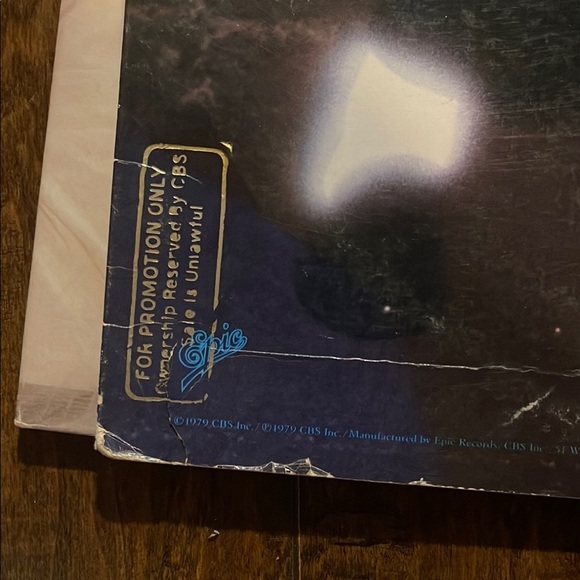 FOR PROMOTION ONLY
Ownership Reserved By CBS
Sale Is Unlawful
Epic
©1979 CBS Inc. / ℗1979 CBS Inc. / Manufactured by Epic Records, CBS Inc.